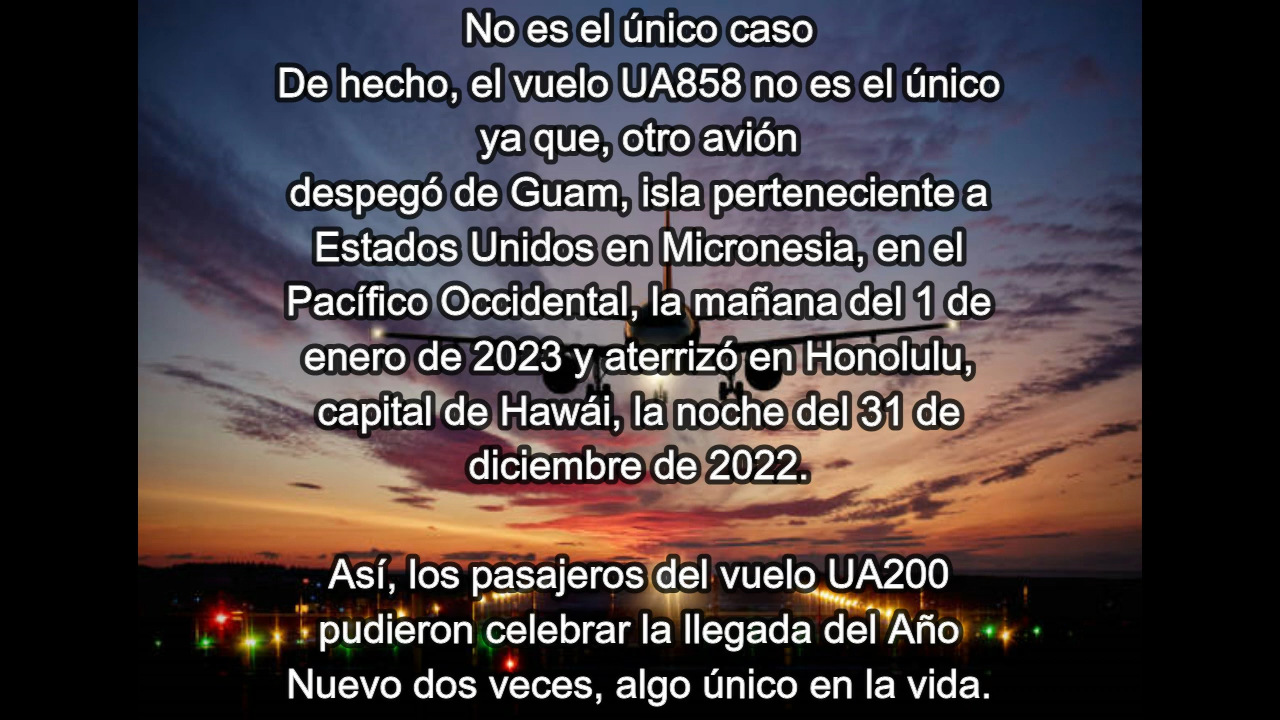 No es el único caso
De hecho, el vuelo UA858 no es el único
ya que, otro avión
despegó de Guam, isla perteneciente a
Estados Unidos en Micronesia, en el
Pacífico Occidental, la mañana del 1 de
enero de 2023 y aterrizó en Honolulu,
capital de Hawái, la noche del 31 de
diciembre de 2022.
Así, los pasajeros del vuelo UA200
pudieron celebrar la llegada del Año
Nuevo dos veces, algo único en la vida.